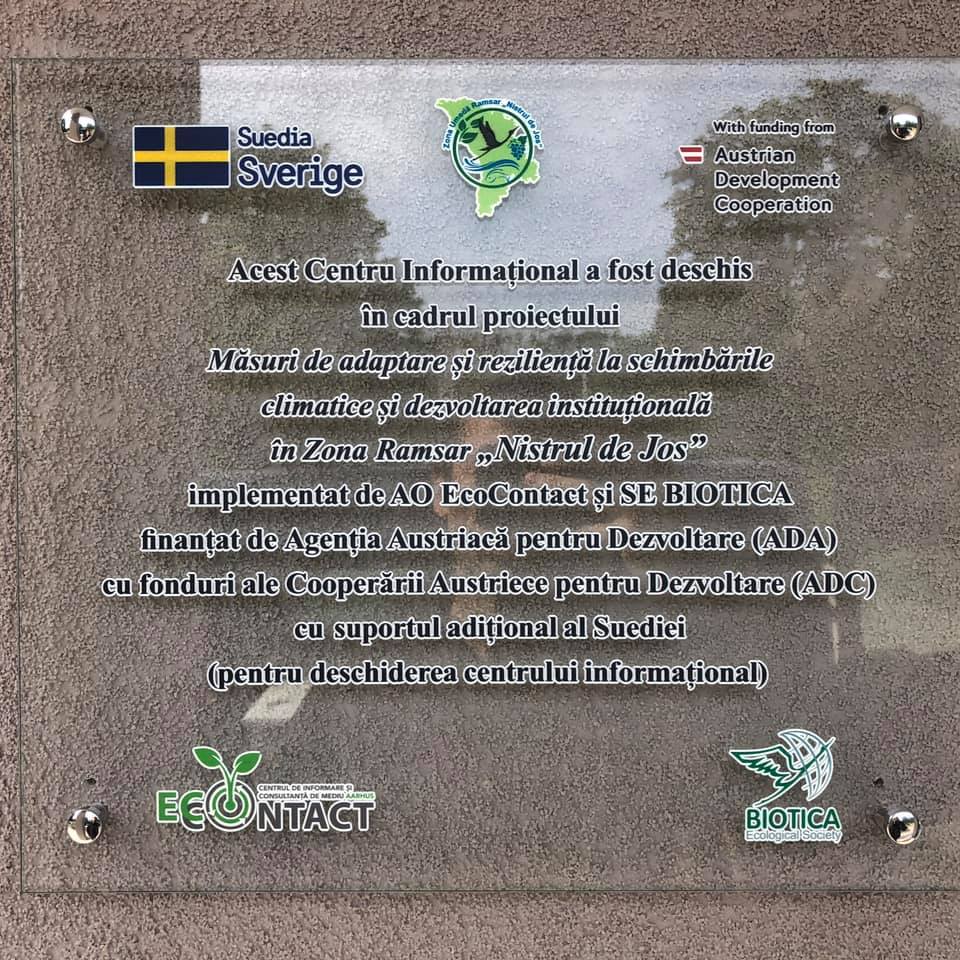 Suedia
Sverige
Zona Umedă Ramsar „Nistrul de Jos”
With funding from
Austrian
Development
Cooperation
Acest Centru Informațional a fost deschis
în cadrul proiectului
Măsuri de adaptare și reziliență la schimbările
climatice și dezvoltarea instituțională
în Zona Ramsar „Nistrul de Jos”
implementat de AO EcoContact și SE BIOTICA
finanțat de Agenția Austriacă pentru Dezvoltare (ADA)
cu fonduri ale Cooperării Austriece pentru Dezvoltare (ADC)
cu suportul adițional al Suediei
(pentru deschiderea centrului informațional)
CENTRUL DE INFORMARE ȘI
CONSULTANȚĂ DE MEDIU AARHUS
ECOCONTACT
BIOTICA
Ecological Society